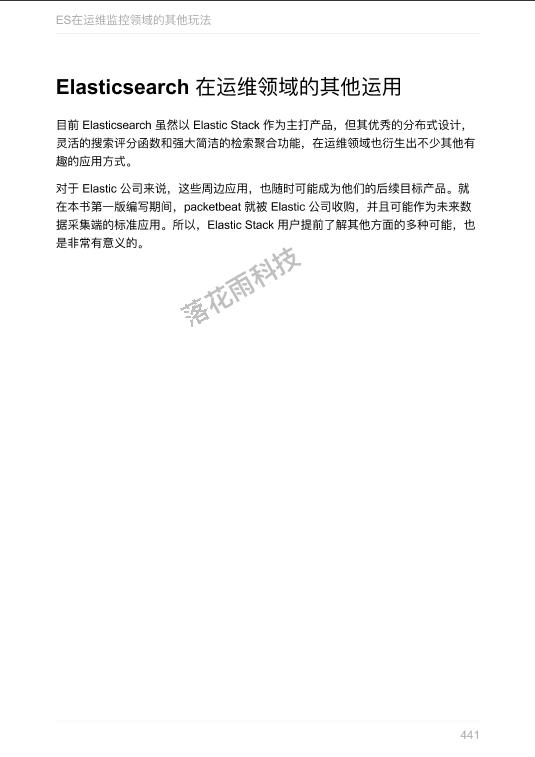 ES在运维监控领域的其他玩法
Elasticsearch 在运维领域的其他运用
目前 Elasticsearch 虽然以 Elastic Stack 作为主打产品，但其优秀的分布式设计，
灵活的搜索评分函数和强大简洁的检索聚合功能，在运维领域也衍生出不少其他有
趣的应用方式。
对于 Elastic 公司来说，这些周边应用，也随时可能成为他们的后续目标产品。就
在本书第一版编写期间，packetbeat 就被 Elastic 公司收购，并且可能作为未来数
据采集端的标准应用。所以，Elastic Stack 用户提前了解其他方面的多种可能，也
是非常有意义的。
落花雨科技
441